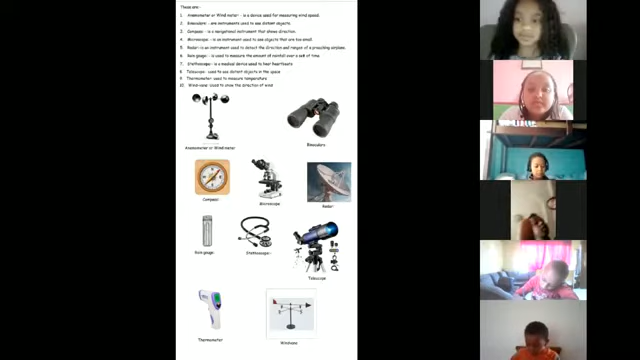 These are:-
1. Anemometer or Wind meter :- is a device for measuring wind speed.
2. Binoculars:- are instruments used to see distant objects.
3. Compass :- is a navigational instrument that shows direction.
4. Microscope :- is an instrument used to see objects that are too small.
5. Radar:-is an instrument used to detect the direction and ranges of approaching airplane.
6. Rain gauge:- is used to measure the amount of rainfall over a set of time.
7. Stethoscope:- is a medical device used to hear heartbeats
8. Telescope:- used to see distant objects in the space
9. Thermometer:-used to measure temperature
10. Wind vane:-used to show the direction of wind
Anemometer or Wind meter
Binoculars
Compass
Microscope
Radar
Rain gauge
Stethoscope:-
Telescope
Thermometer
Windvane